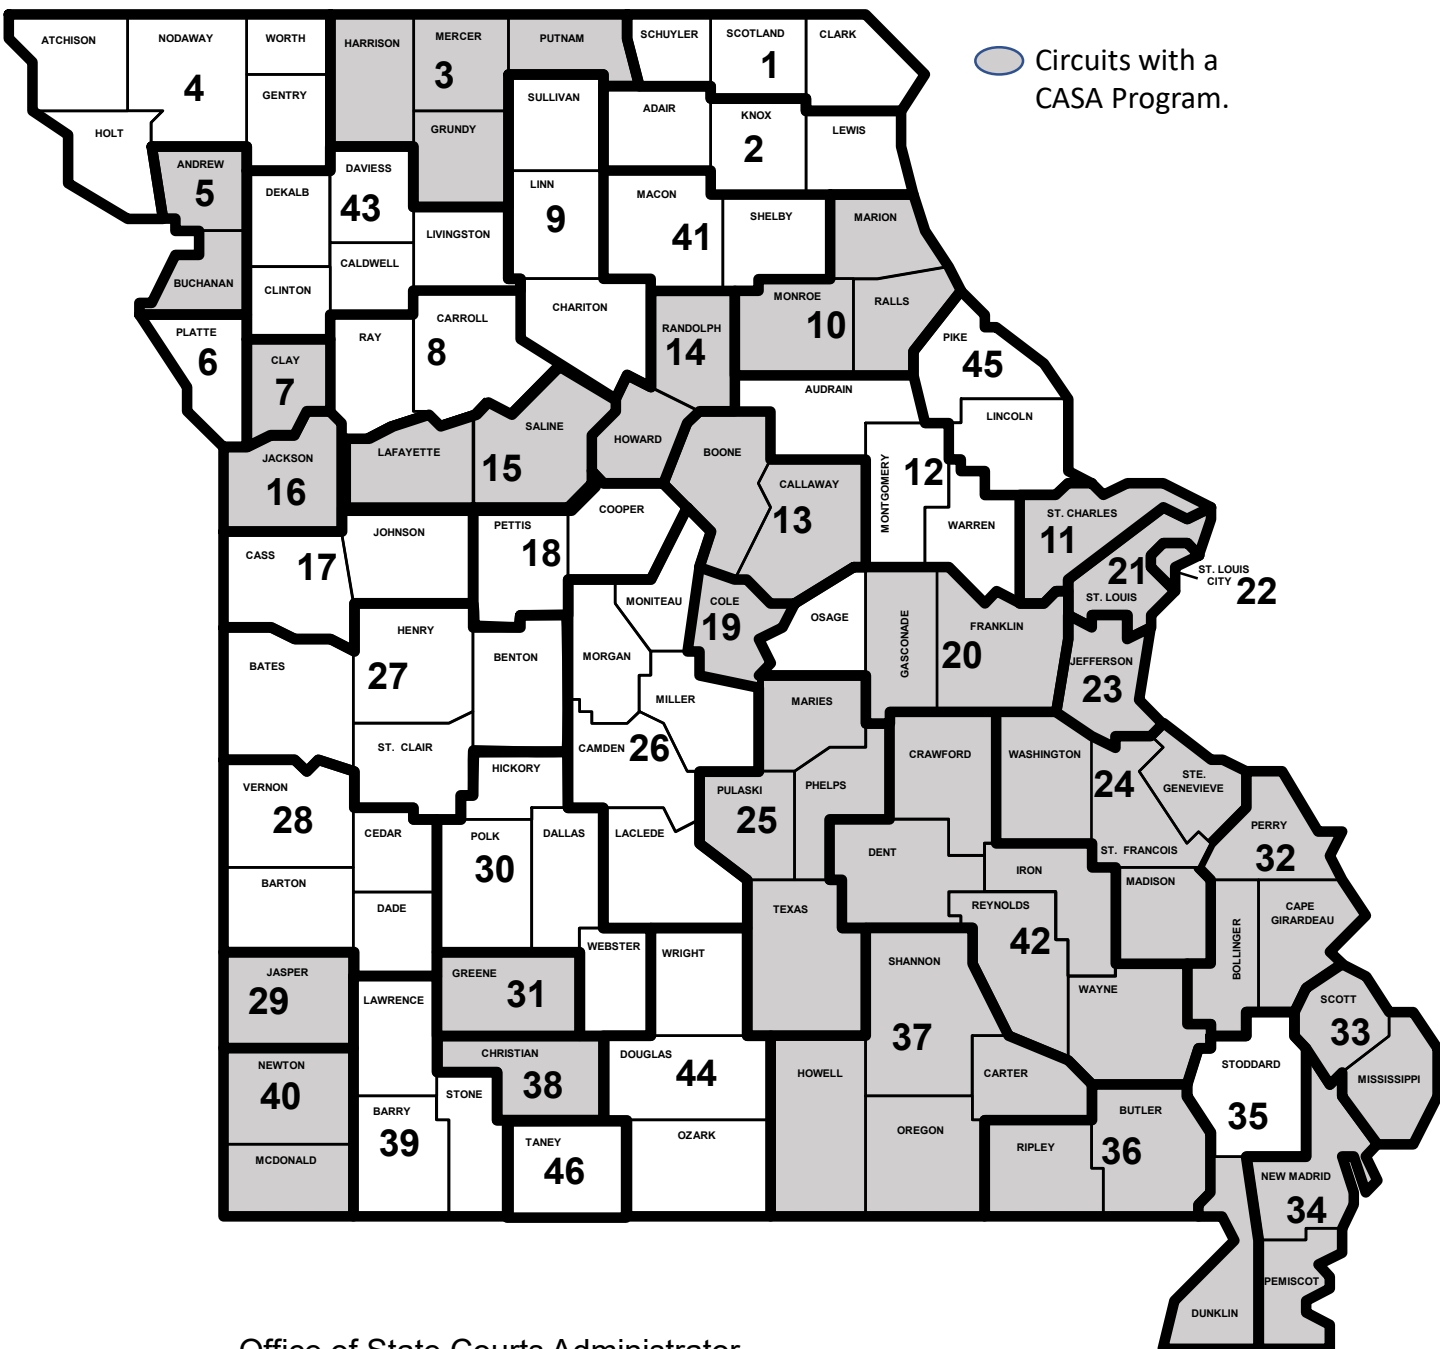 ATCHISON
NODAWAY
WORTH
HARRISON
MERCER
PUTNAM
SCHUYLER
SCOTLAND
CLARK
Circuits with a
CASA Program.
4
3
1
GENTRY
SULLIVAN
ADAIR
KNOX
LEWIS
HOLT
GRUNDY
2
ANDREW
5
DEKALB
DAVIESS
43
LINN
9
MACON
41
SHELBY
MARION
LIVINGSTON
CALDWELL
BUCHANAN
CLINTON
CHARITON
MONROE
10
RALLS
PLATTE
6
RAY
CARROLL
8
RANDOLPH
14
PIKE
45
CLAY
7
AUDRAIN
LINCOLN
SALINE
HOWARD
BOONE
JACKSON
16
LAFAYETTE
15
CALLAWAY
13
MONTGOMERY
12
WARREN
ST. CHARLES
11
COOPER
PETTIS
18
JOHNSON
CASS
17
21
ST. LOUIS
ST. LOUIS
CITY
22
MONITEAU
COLE
19
OSAGE
GASCONADE
FRANKLIN
20
HENRY
27
BENTON
MORGAN
BATES
JEFFERSON
23
MILLER
MARIES
ST. CLAIR
CAMDEN
26
HICKORY
CRAWFORD
WASHINGTON
24
STE.
GENEVIEVE
VERNON
28
PULASKI
25
PHELPS
CEDAR
POLK
30
DALLAS
LACLEDE
DENT
ST. FRANCOIS
PERRY
32
BARTON
IRON
MADISON
DADE
TEXAS
REYNOLDS
42
CAPE
GIRARDEAU
BOLLINGER
WEBSTER
WRIGHT
JASPER
29
GREENE
31
SHANNON
WAYNE
LAWRENCE
SCOTT
33
37
NEWTON
40
CHRISTIAN
38
DOUGLAS
44
HOWELL
CARTER
STODDARD
35
MISSISSIPPI
STONE
BARRY
39
BUTLER
36
OREGON
OZARK
TANEY
46
RIPLEY
MCDONALD
NEW MADRID
34
PEMISCOT
DUNKLIN
Office of State Courts Administrator